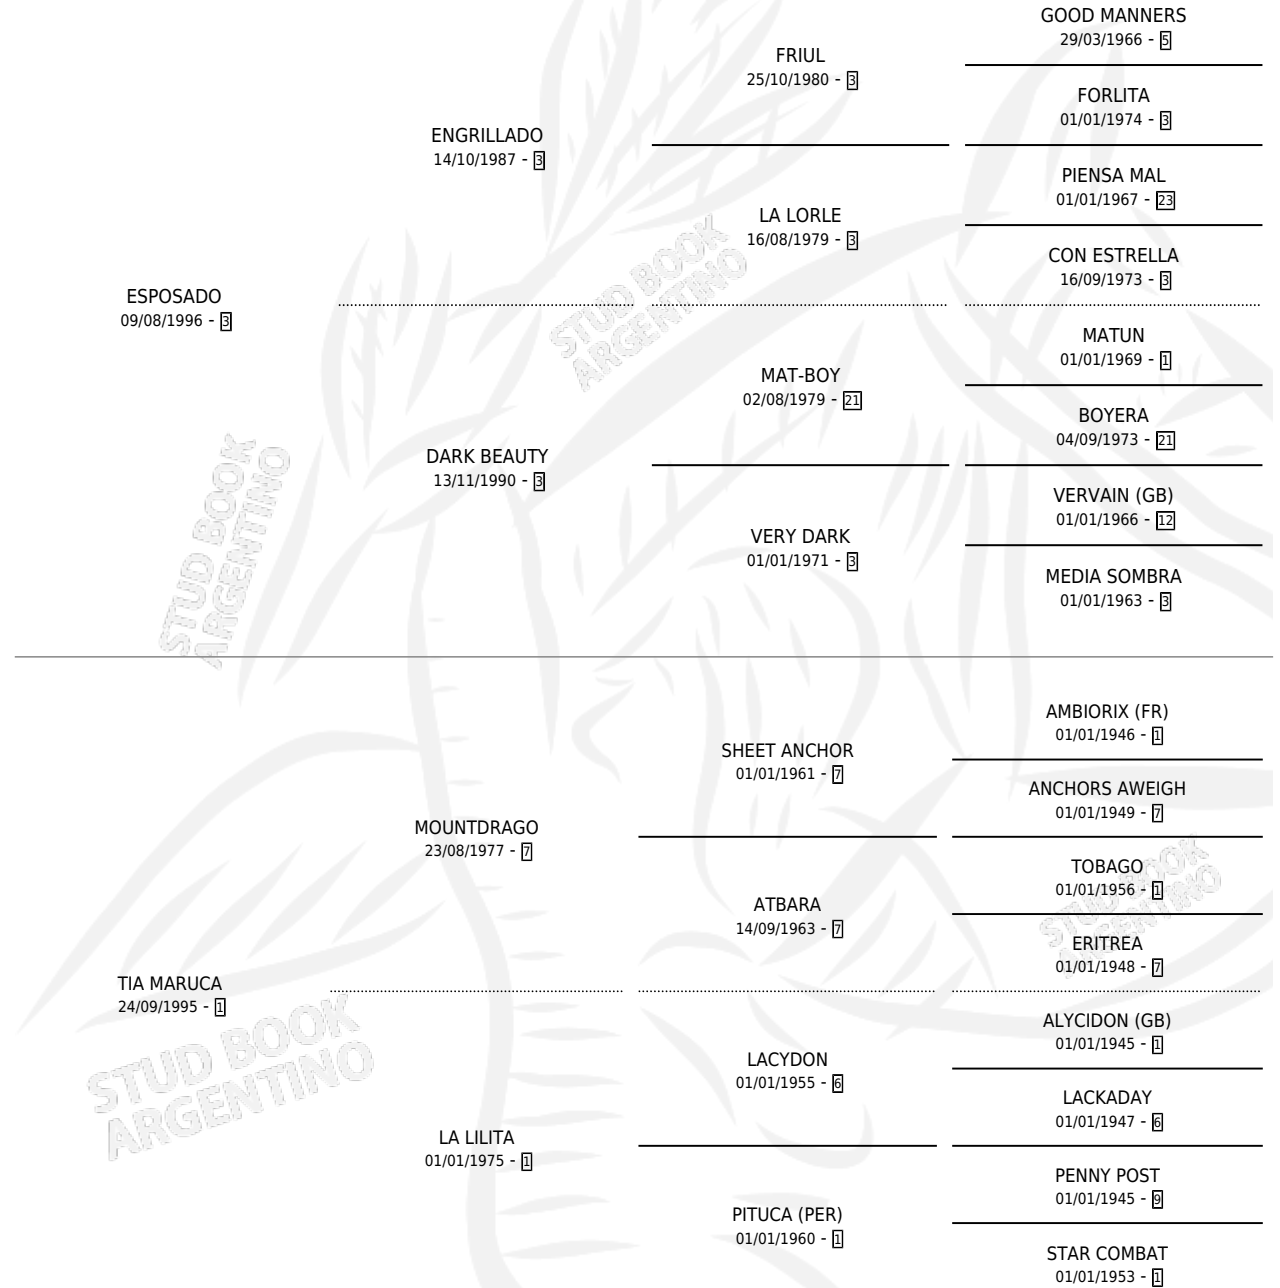 GOOD MANNERS
29/03/1966 - 5
FRIUL
25/10/1980 - 3
FORLITA
01/01/1974 - 3
ENGRILLADO
14/10/1987 - 3
PIENSA MAL
01/01/1967 - 23
LA LORLE
16/08/1979 - 3
CON ESTRELLA
16/09/1973 - 3
ESPOSADO
09/08/1996 - 3
MATUN
01/01/1969 - 1
MAT-BOY
02/08/1979 - 21
BOYERA
04/09/1973 - 21
DARK BEAUTY
13/11/1990 - 3
VERVAIN (GB)
01/01/1966 - 12
VERY DARK
01/01/1971 - 3
MEDIA SOMBRA
01/01/1963 - 3
STUD BOOK
ARGENTINO
STUD BOOK
ARGENTINO
AMBIORIX (FR)
01/01/1946 - 1
SHEET ANCHOR
01/01/1961 - 7
ANCHORS AWEIGH
01/01/1949 - 7
MOUNTDRAGO
23/08/1977 - 7
TOBAGO
01/01/1956 - 1
ATBARA
14/09/1963 - 7
ERITREA
01/01/1948 - 7
TIA MARUCA
24/09/1995 - 1
ALYCIDON (GB)
01/01/1945 - 1
LACYDON
01/01/1955 - 6
LACKADAY
01/01/1947 - 6
LA LILITA
01/01/1975 - 1
PENNY POST
01/01/1945 - 9
PITUCA (PER)
01/01/1960 - 1
STAR COMBAT
01/01/1953 - 1
STUD BOOK
ARGENTINO
STUD BOOK
ARGENTINO